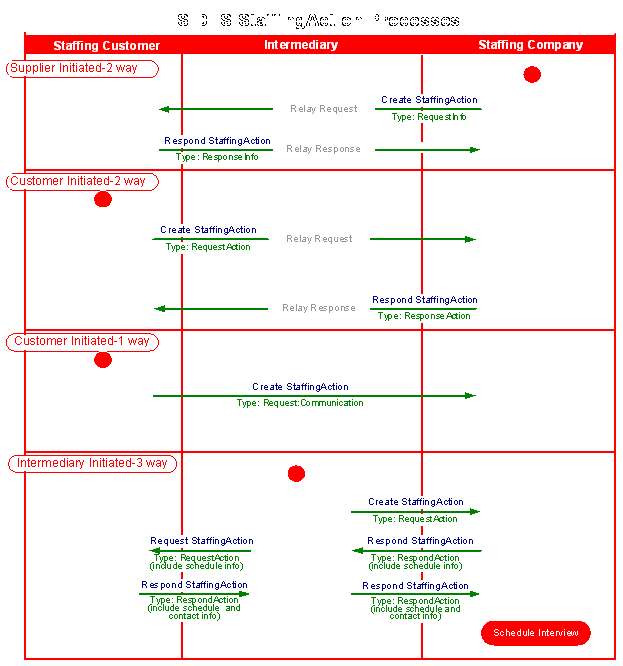 Staffing Customer Intermediary Staffing Company
Supplier Initiated-2 way
Create StaffingAction
Relay Request
Type: RequestInfo
Respond StaffingAction
Relay Response
Type: ResponseInfo
Customer Initiated-2 way
Create StaffingAction
Relay Request
Type: RequestAction
Respond StaffingAction
Relay Response
Type: ResponseAction
Customer Initiated-1 way
Create StaffingAction
Type: Request:Communication
Intermediary Initiated-3 way
Create StaffingAction
Type: RequestAction
Request StaffingAction
Type: RequestAction
(include schedule info)
Respond StaffingAction
Type: RespondAction
(include schedule info)
Respond StaffingAction
Type: RespondAction
(include schedule and
contact info)
Respond StaffingAction
Type: RespondAction
(include schedule and
contact info)
Schedule Interview